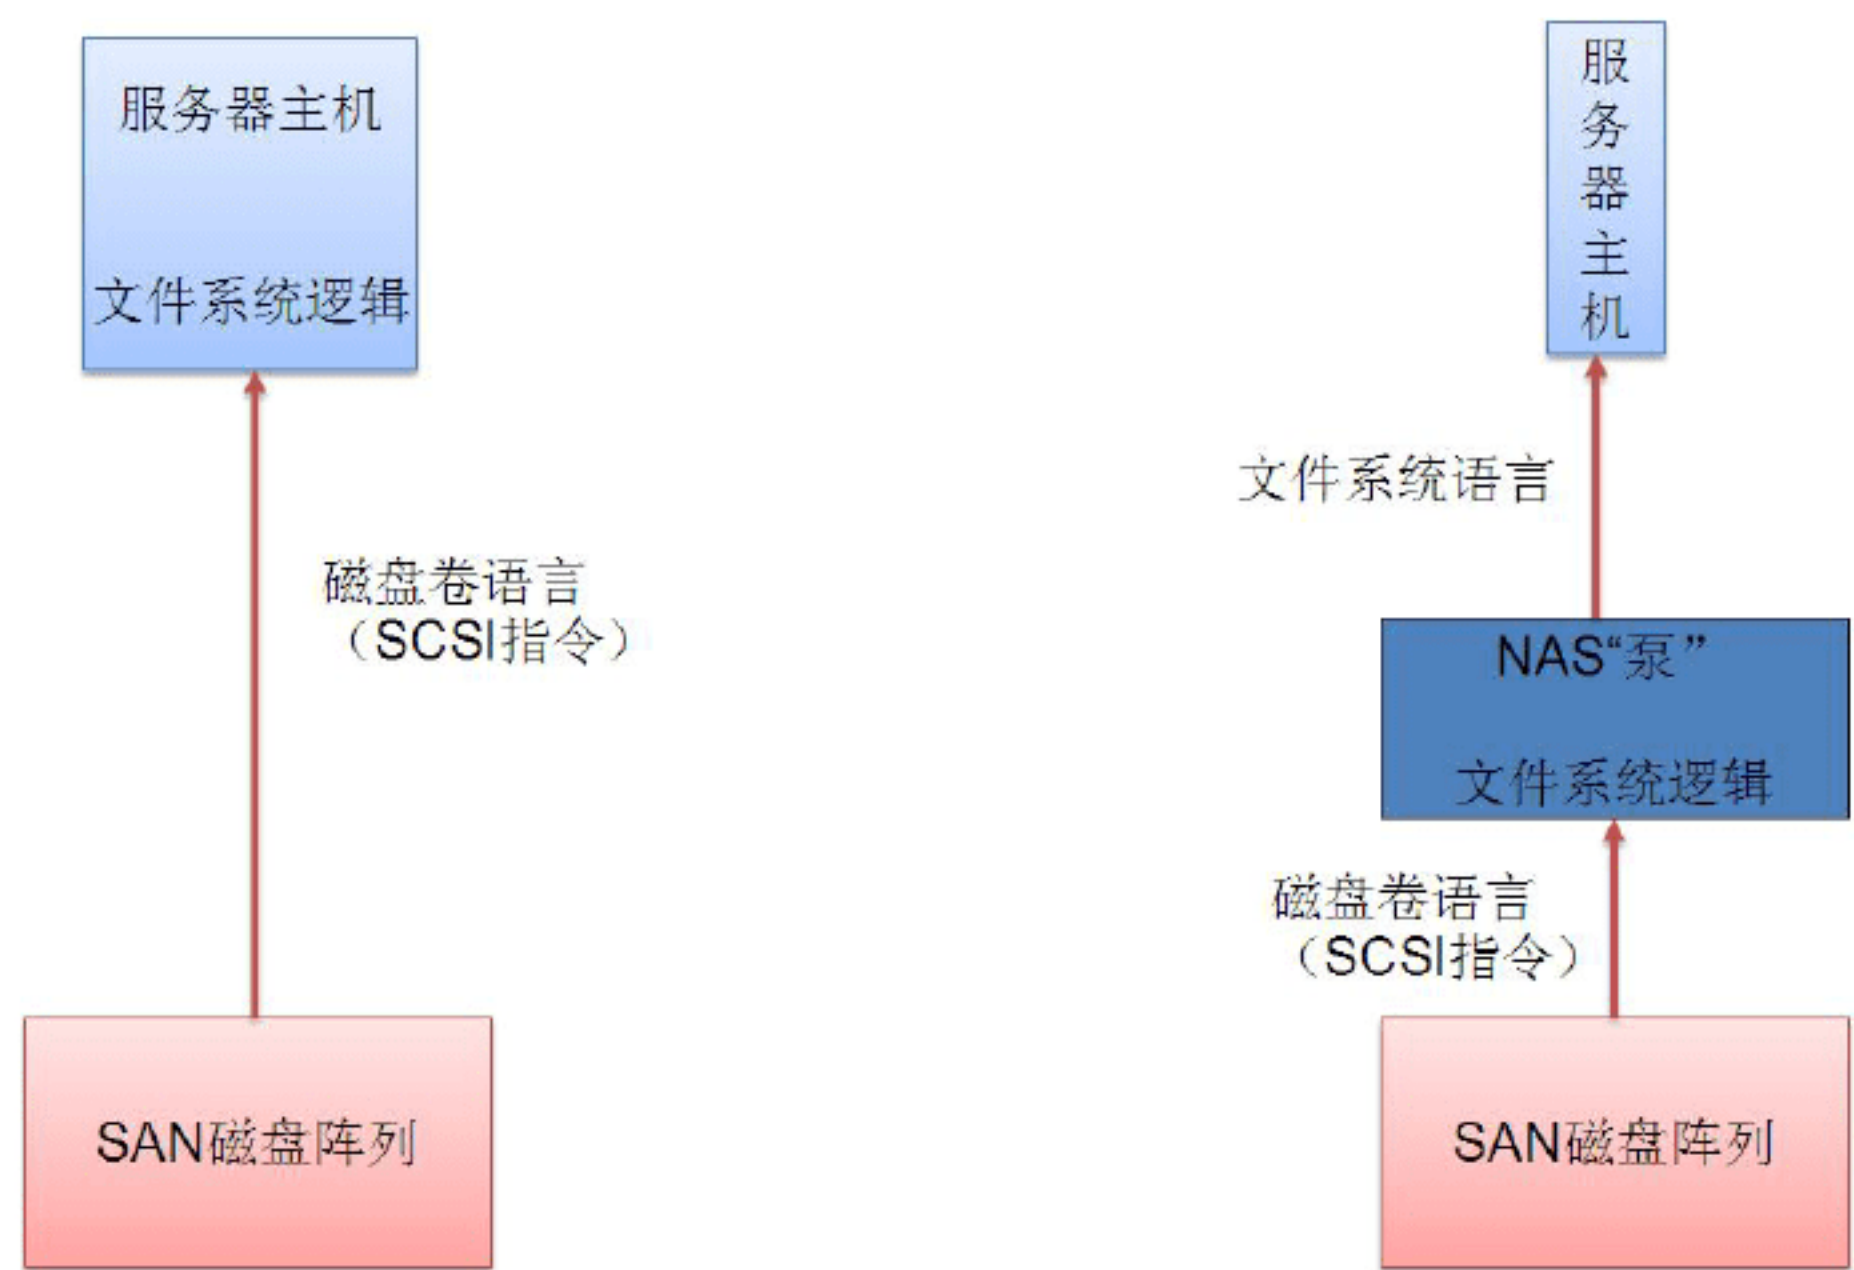 服务器主机
文件系统逻辑
磁盘卷语言
（SCSI指令）
SAN磁盘阵列
服
务
器
主
机
文件系统语言
NAS“泵”
文件系统逻辑
磁盘卷语言
（SCSI指令）
SAN磁盘阵列